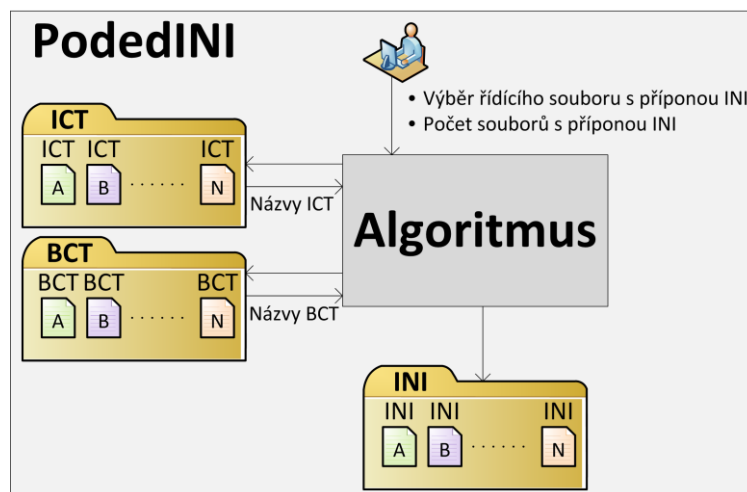 PodedINI
• Výběr řídícího souboru s příponou INI
• Počet souborů s příponou INI
ICT
ICT ICT ICT
A B ...... N
Názvy ICT
Algoritmus
BCT
BCT BCT BCT
A B ...... N
Názvy BCT
INI
INI INI INI
A B ...... N